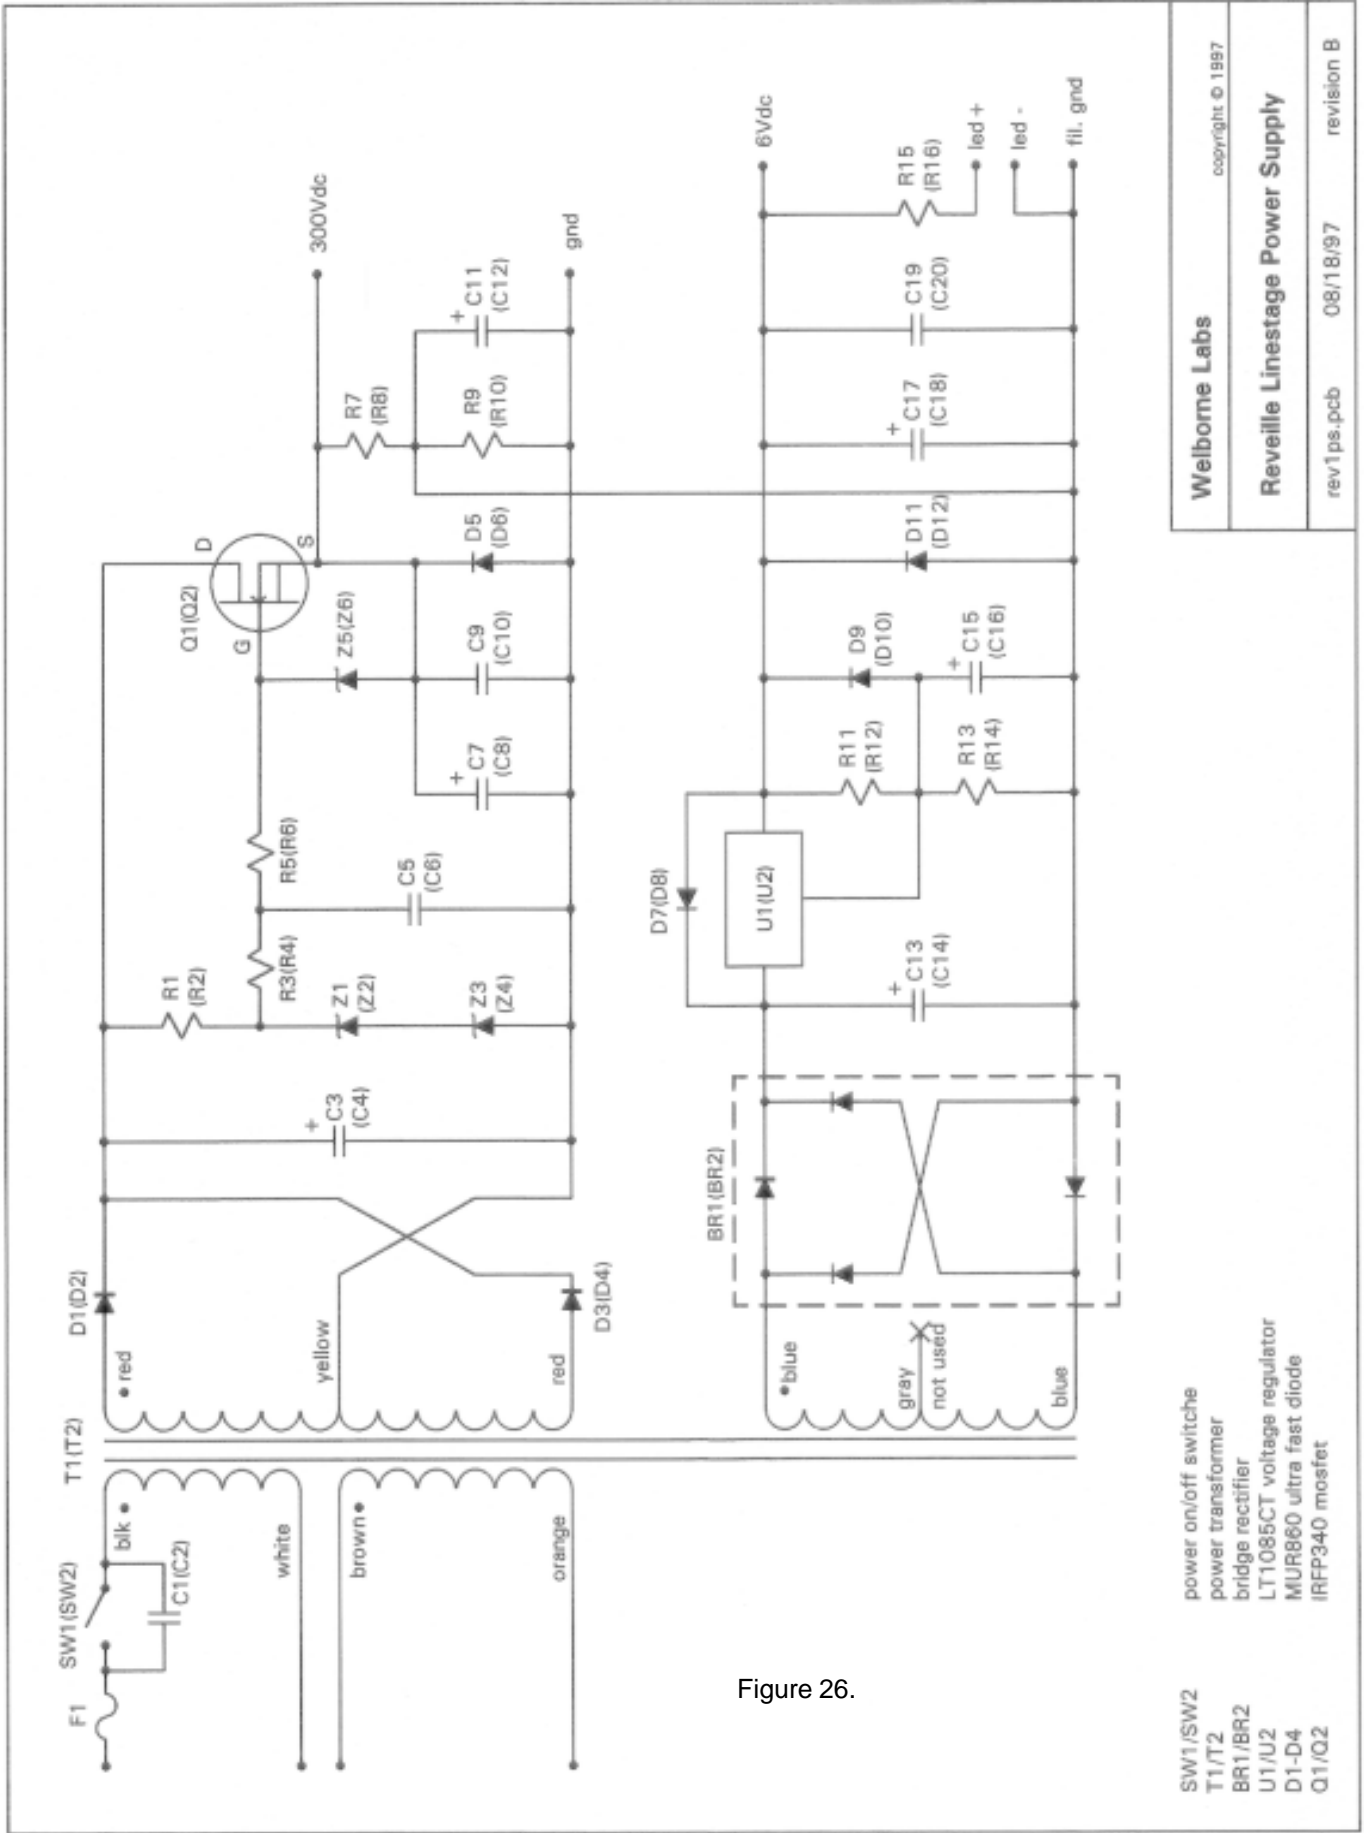 F1
SW1(SW2)
C1(C2)
blk
white
brown
orange
T1(T2)
red
yellow
red
D1(D2)
D3(D4)
+
C3
(C4)
R1
(R2)
R3(R4)
Z1
(Z2)
Z3
(Z4)
C5
(C6)
R5(R6)
+
C7
(C8)
C9
(C10)
Z5(Z6)
Q1(Q2)
G
D
S
D5
(D6)
R7
(R8)
R9
(R10)
+
C11
(C12)
300Vdc
gnd
blue
gray
not used
blue
BR1(BR2)
+
C13
(C14)
D7(D8)
U1(U2)
R11
(R12)
R13
(R14)
D9
(D10)
+
C15
(C16)
D11
(D12)
+
C17
(C18)
C19
(C20)
R15
(R16)
6Vdc
led +
led -
fil. gnd
SW1/SW2 power on/off switche
T1/T2 power transformer
BR1/BR2 bridge rectifier
U1/U2 LT1085CT voltage regulator
D1-D4 MUR860 ultra fast diode
Q1/Q2 IRFP340 mosfet
Welborne Labs copyright © 1997
Reveille Linestage Power Supply
rev1ps.pcb 08/18/97 revision B
Figure 26.